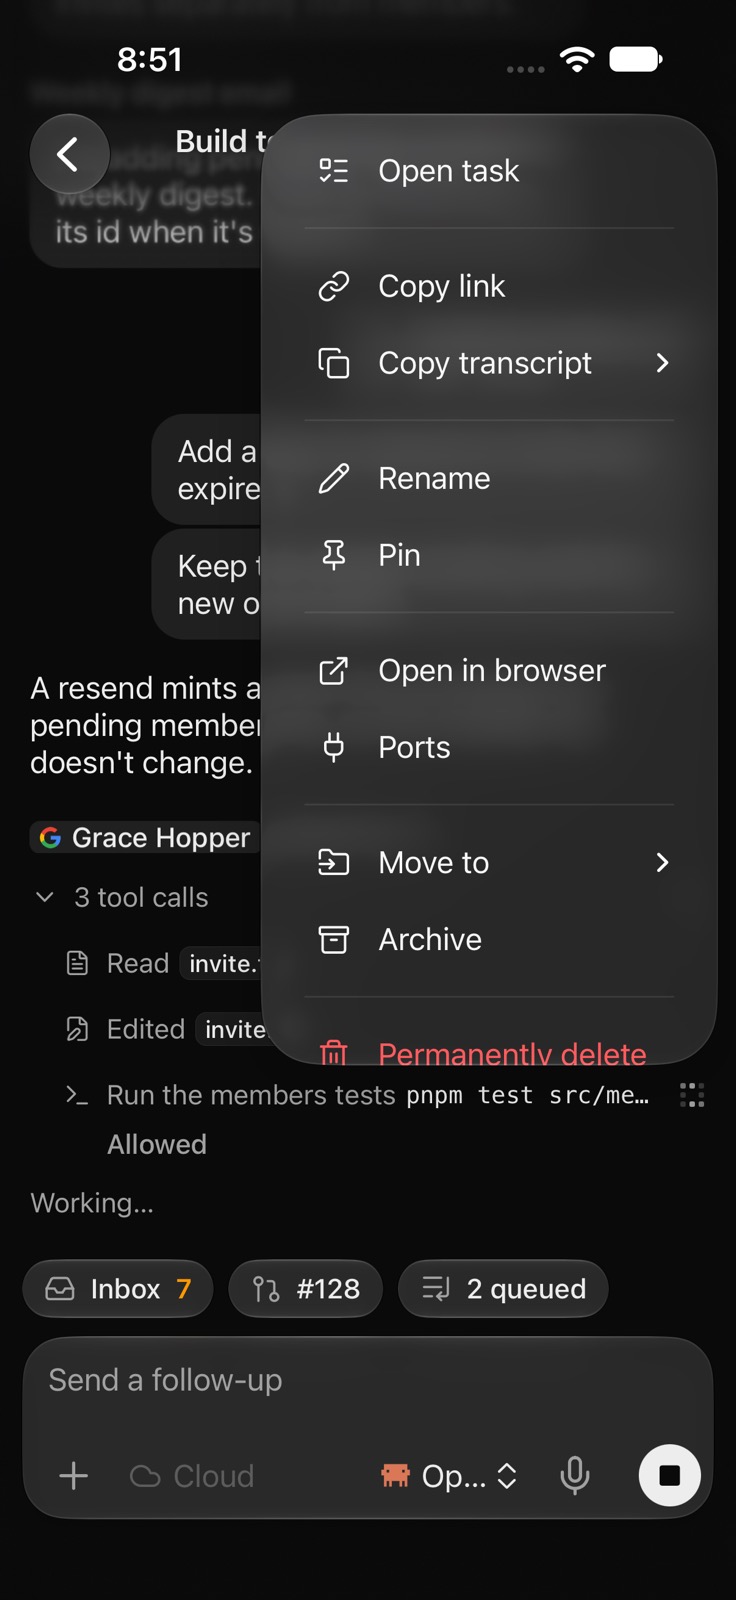 8:51
Build t
weekly digest.
its id when it's
Open task
Copy link
Copy transcript
Rename
Pin
Open in browser
Ports
Move to
Archive
Permanently delete
Add a
expire
Keep
new o
A resend mints a
pending member
doesn't change.
Grace Hopper
3 tool calls
Read invite.
Edited invite.
Run the members tests pnpm test src/me…
Allowed
Working...
Inbox 7
#128
2 queued
Send a follow-up
Cloud
Op...